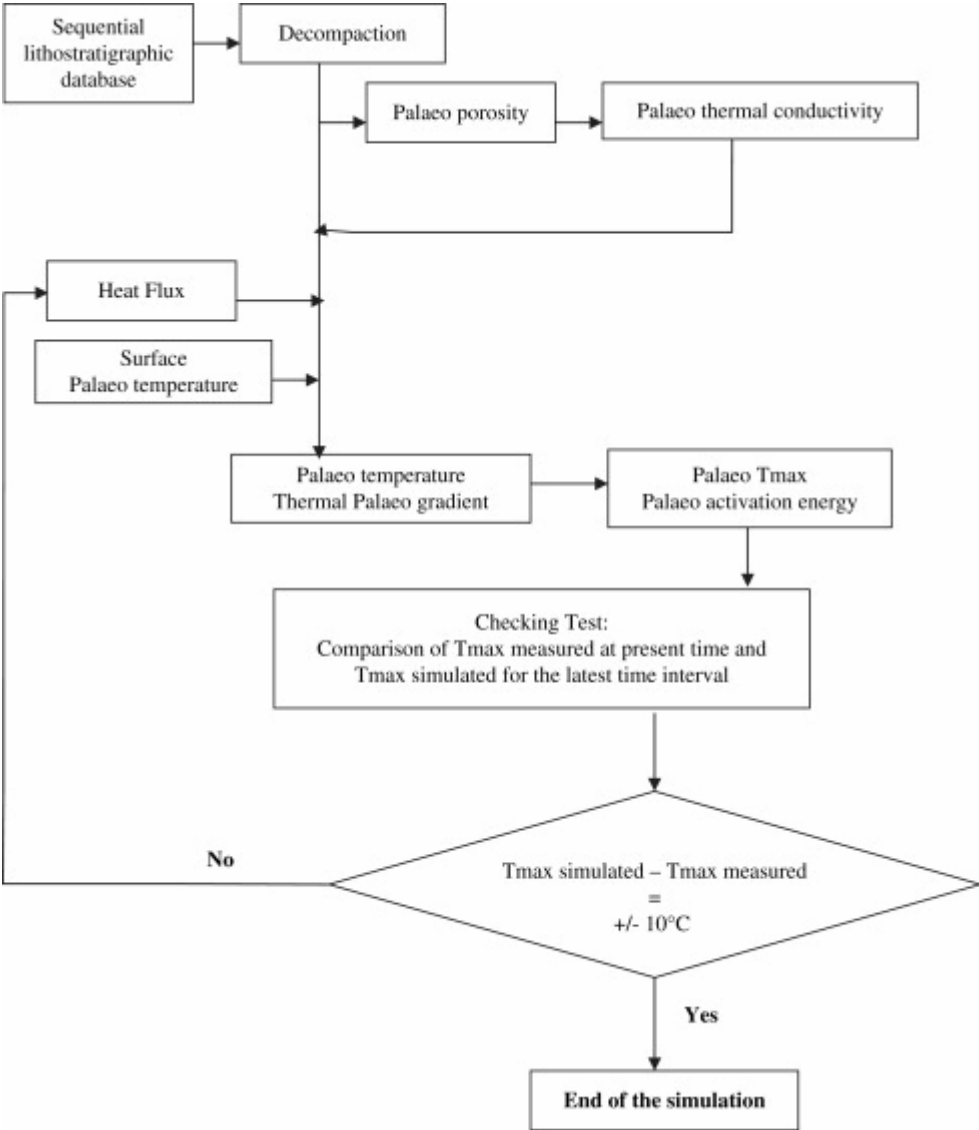 Sequential
lithostratigraphic
database
Decompaction
Palaeo porosity
Palaeo thermal conductivity
Heat Flux
Surface
Palaeo temperature
Palaeo temperature
Thermal Palaeo gradient
Palaeo Tmax
Palaeo activation energy
Checking Test:
Comparison of Tmax measured at present time and
Tmax simulated for the latest time interval
No
Tmax simulated – Tmax measured
=
+/- 10°C
Yes
End of the simulation